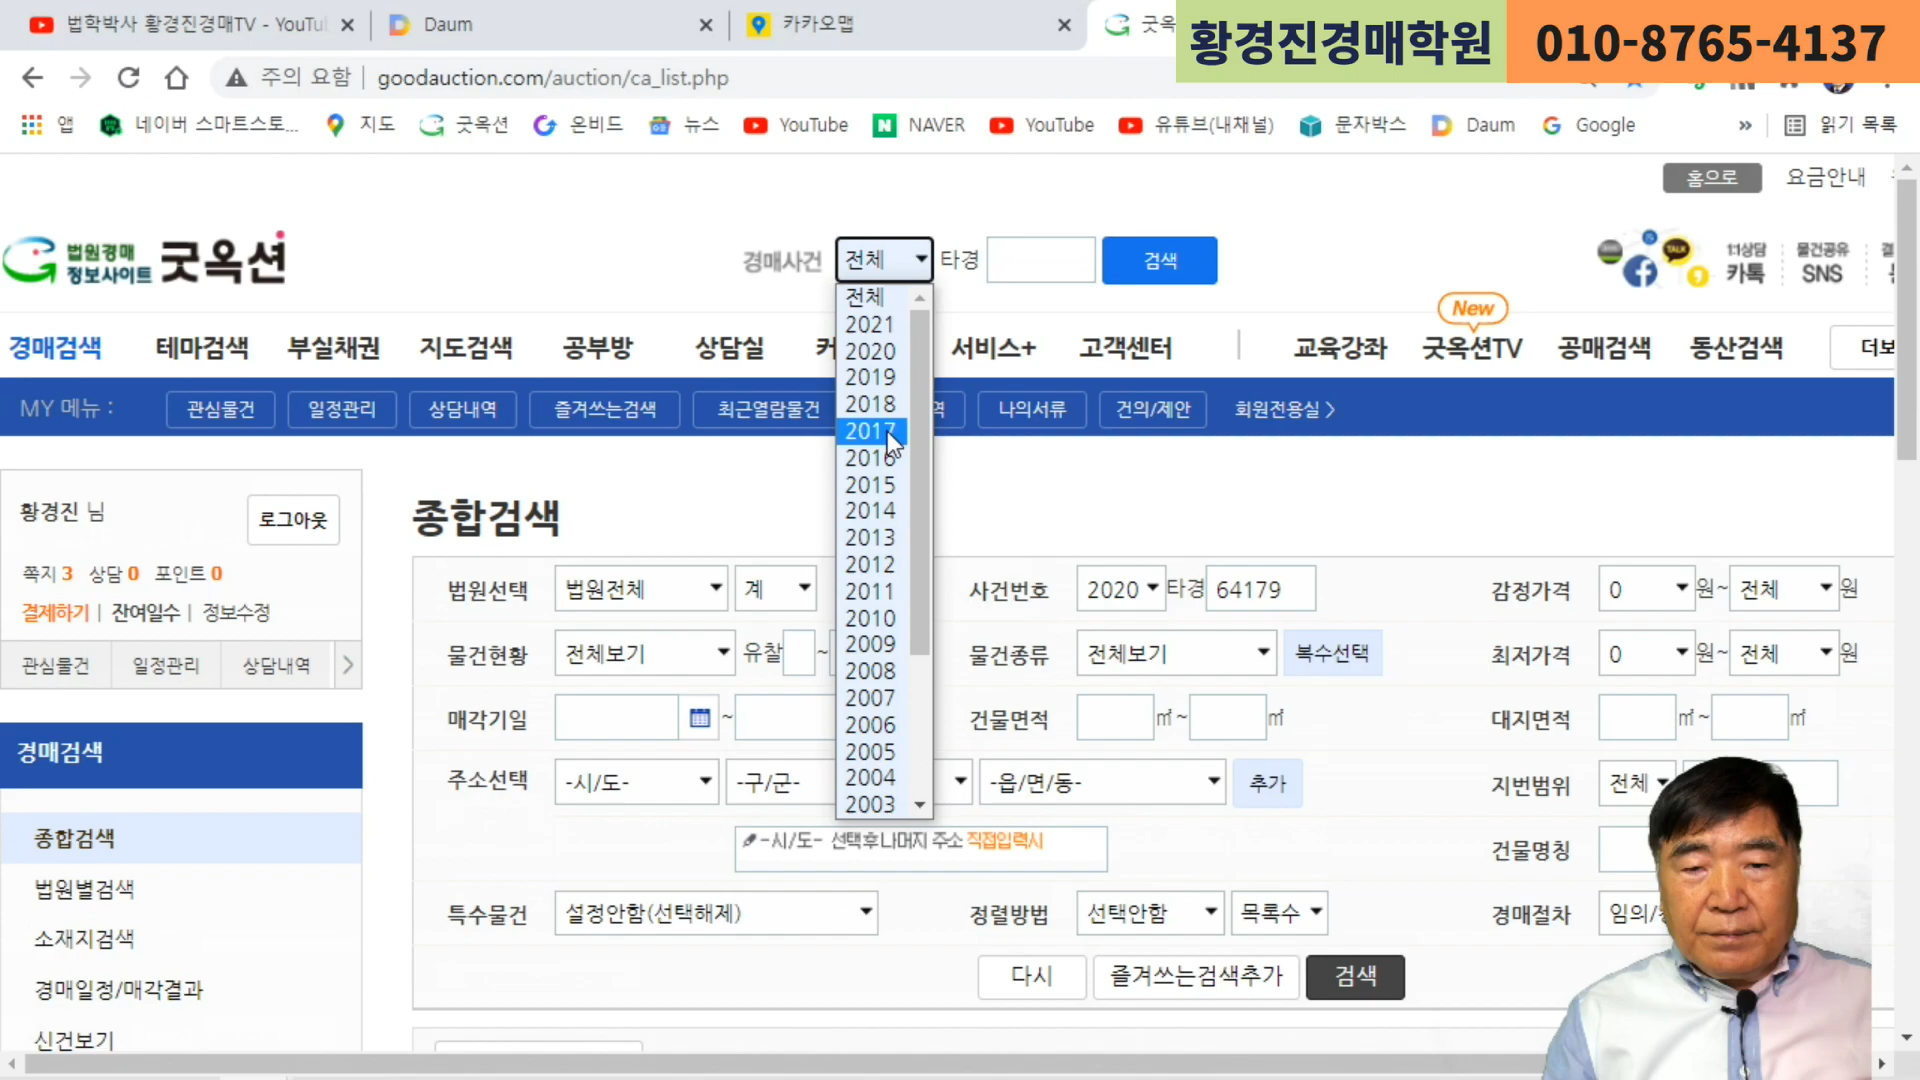 법학박사 황경진경매TV - YouTu
Daum
카카오맵
굿옥
황경진경매학원
010-8765-4137
주의 요함
goodauction.com/auction/ca_list.php
앱
네이버 스마트스토...
지도
굿옥션
온비드
뉴스
YouTube
NAVER
YouTube
유튜브(내채널)
문자박스
Daum
Google
»
읽기 목록
홈으로
요금안내
법원경매
정보사이트
굿옥션
경매사건
전체
타경
검색
1:1상담
카톡
물건공유
SNS
New
경매검색
테마검색
부실채권
지도검색
공부방
상담실
커
서비스+
고객센터
교육강좌
굿옥션TV
공매검색
동산검색
더보
MY 메뉴 :
관심물건
일정관리
상담내역
즐겨쓰는검색
최근열람물건
역
나의서류
건의/제안
회원전용실 >
전체
2021
2020
2019
2018
2017
2016
2015
2014
2013
2012
2011
2010
2009
2008
2007
2006
2005
2004
2003
황경진 님
로그아웃
쪽지 3 상담 0 포인트 0
결제하기 | 잔여일수 | 정보수정
관심물건
일정관리
상담내역
경매검색
종합검색
법원별검색
소재지검색
경매일정/매각결과
신건보기
종합검색
법원선택 법원전체 계 사건번호 2020 타경 64179 감정가격 0 원~ 전체 원
물건현황 전체보기 유찰 ~ 물건종류 전체보기 복수선택 최저가격 0 원~ 전체 원
매각기일 ~ 건물면적 ㎡~ ㎡ 대지면적 ㎡~ ㎡
주소선택 -시/도- -구/군- -읍/면/동- 추가 지번범위 전체
-시/도- 선택후 나머지 주소 직접입력시 건물명칭
특수물건 설정안함(선택해제) 정렬방법 선택안함 목록수 경매절차 임의/
다시 즐겨쓰는검색추가 검색